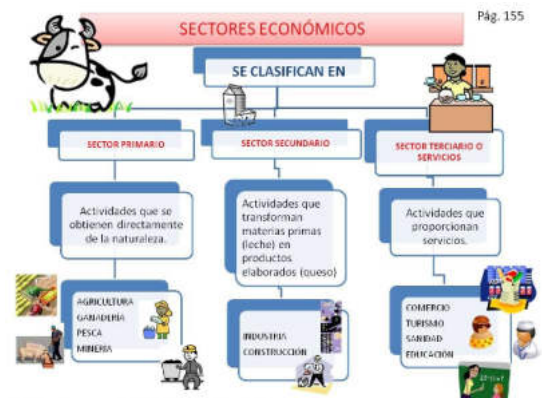 Pág. 155
SECTORES ECONÓMICOS
SE CLASIFICAN EN
SECTOR PRIMARIO
Actividades que se
obtienen directamente
de la naturaleza.
AGRICULTURA
GANADERÍA
PESCA
MINERIA
SECTOR SECUNDARIO
Actividades que
transforman
materias primas
(leche) en
productos
elaborados (queso)
INDUSTRIA
CONSTRUCCIÓN
SECTOR TERCIARIO O
SERVICIOS
Actividades que
proporcionan
servicios.
COMERCIO
TURISMO
SANIDAD
EDUCACIÓN